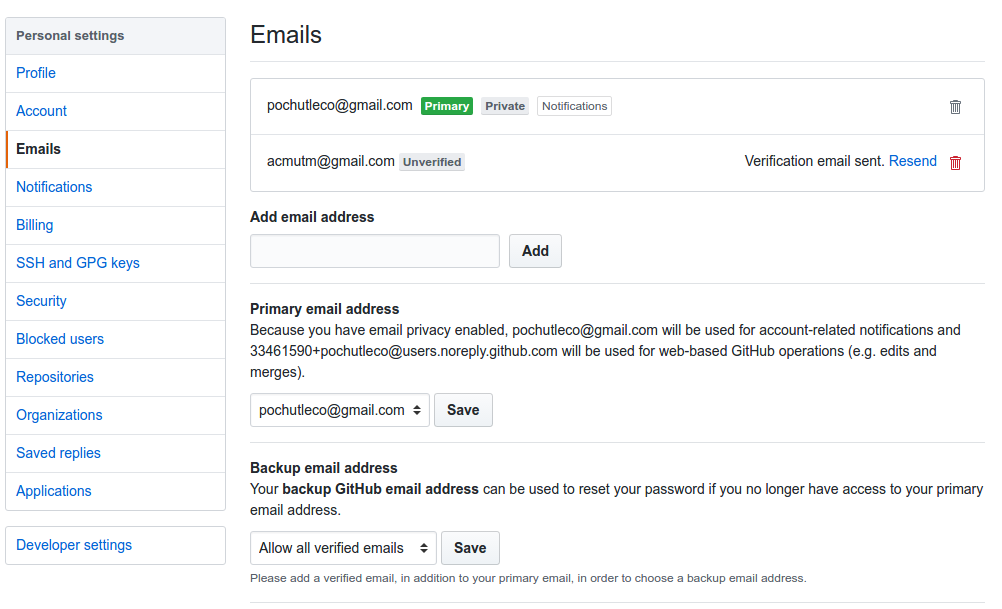 Personal settings
Profile
Account
Emails
Notifications
Billing
SSH and GPG keys
Security
Blocked users
Repositories
Organizations
Saved replies
Applications
Developer settings
Emails
pochutleco@gmail.com Primary Private Notifications
acmutm@gmail.com Unverified Verification email sent. Resend
Add email address
Add
Primary email address
Because you have email privacy enabled, pochutleco@gmail.com will be used for account-related notifications and
33461590+pochutleco@users.noreply.github.com will be used for web-based GitHub operations (e.g. edits and
merges).
pochutleco@gmail.com Save
Backup email address
Your backup GitHub email address can be used to reset your password if you no longer have access to your primary
email address.
Allow all verified emails Save
Please add a verified email, in addition to your primary email, in order to choose a backup email address.